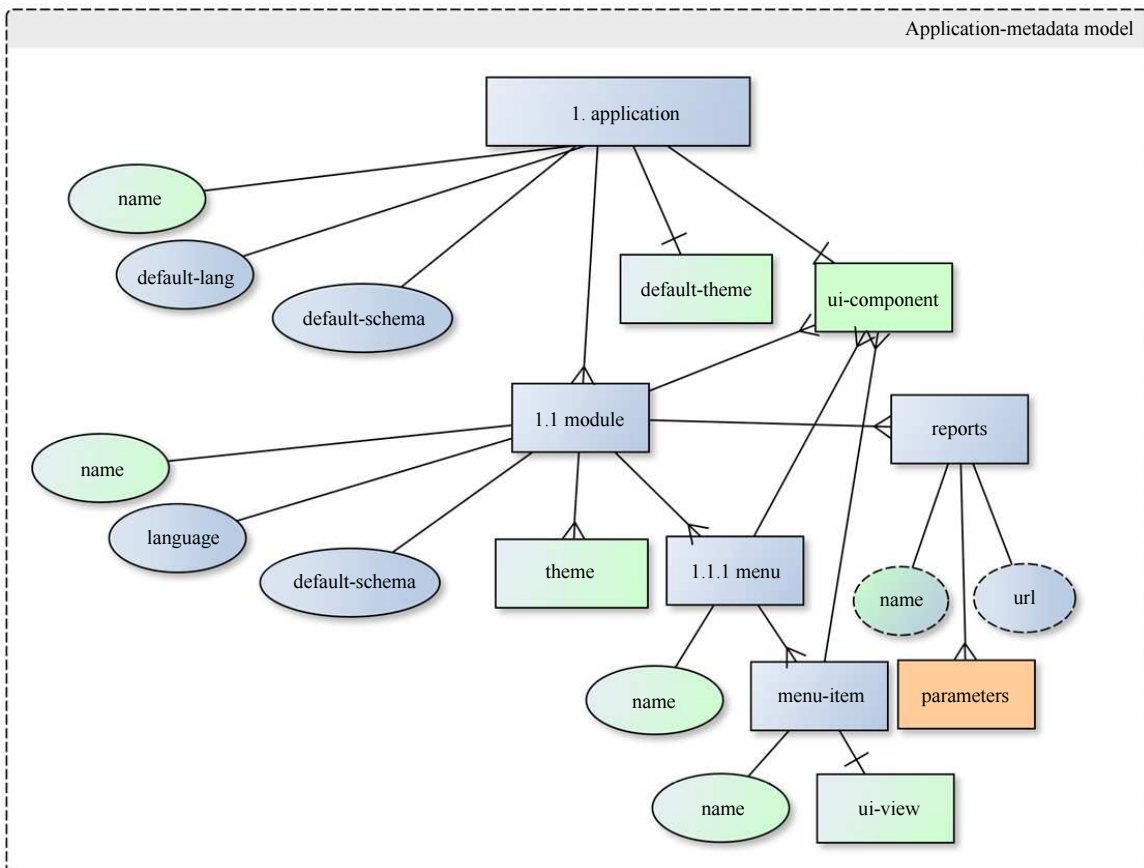 Application-metadata model
1. application
name
default-lang
default-schema
default-theme
ui-component
1.1 module
reports
name
language
default-schema
theme
1.1.1 menu
name
url
name
menu-item
parameters
name
ui-view